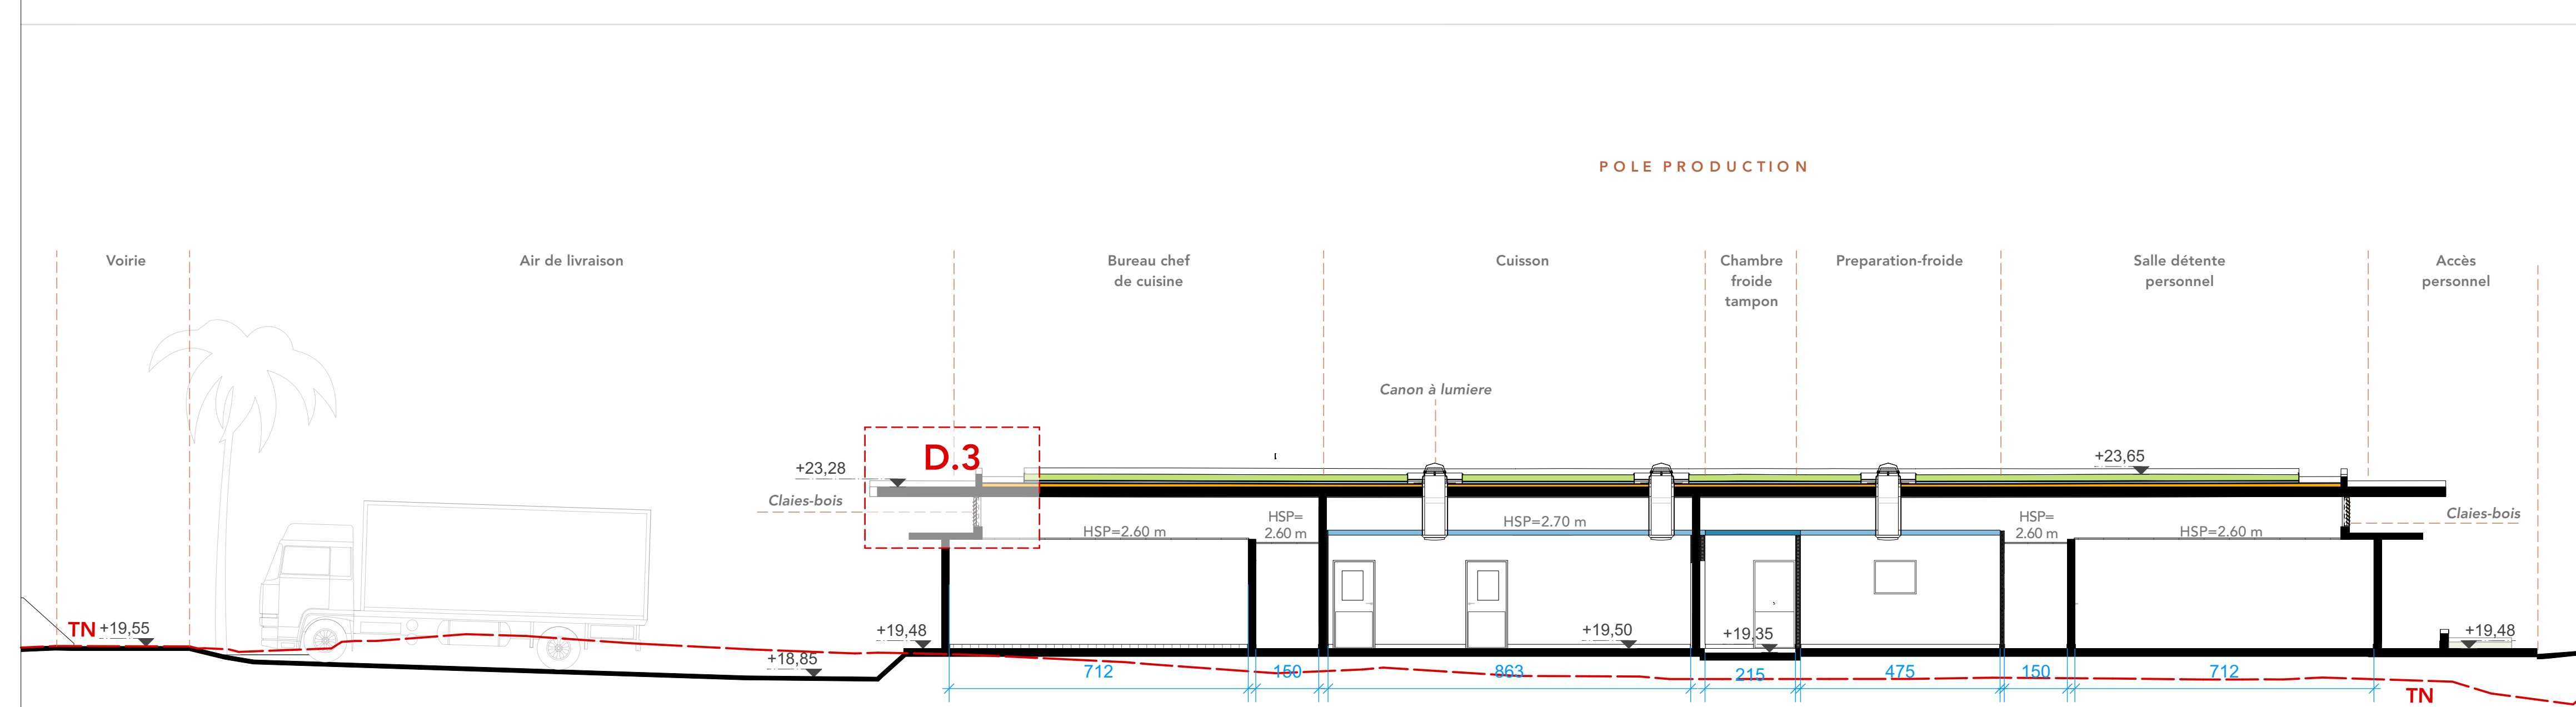 POLE PRODUCTION
Voirie
Air de livraison
Bureau chef
de cuisine
Cuisson
Chambre
froide
tampon
Preparation-froide
Salle détente
personnel
Accès
personnel
Canon à lumiere
D.3
+23,28
+23,65
Claies-bois
Claies-bois
HSP=2.60 m
HSP=
2.60 m
HSP=2.70 m
HSP=
2.60 m
HSP=2.60 m
TN
+19,55
+18,85
+19,48
+19,50
+19,35
+19,48
712
150
863
215
475
150
712
TN